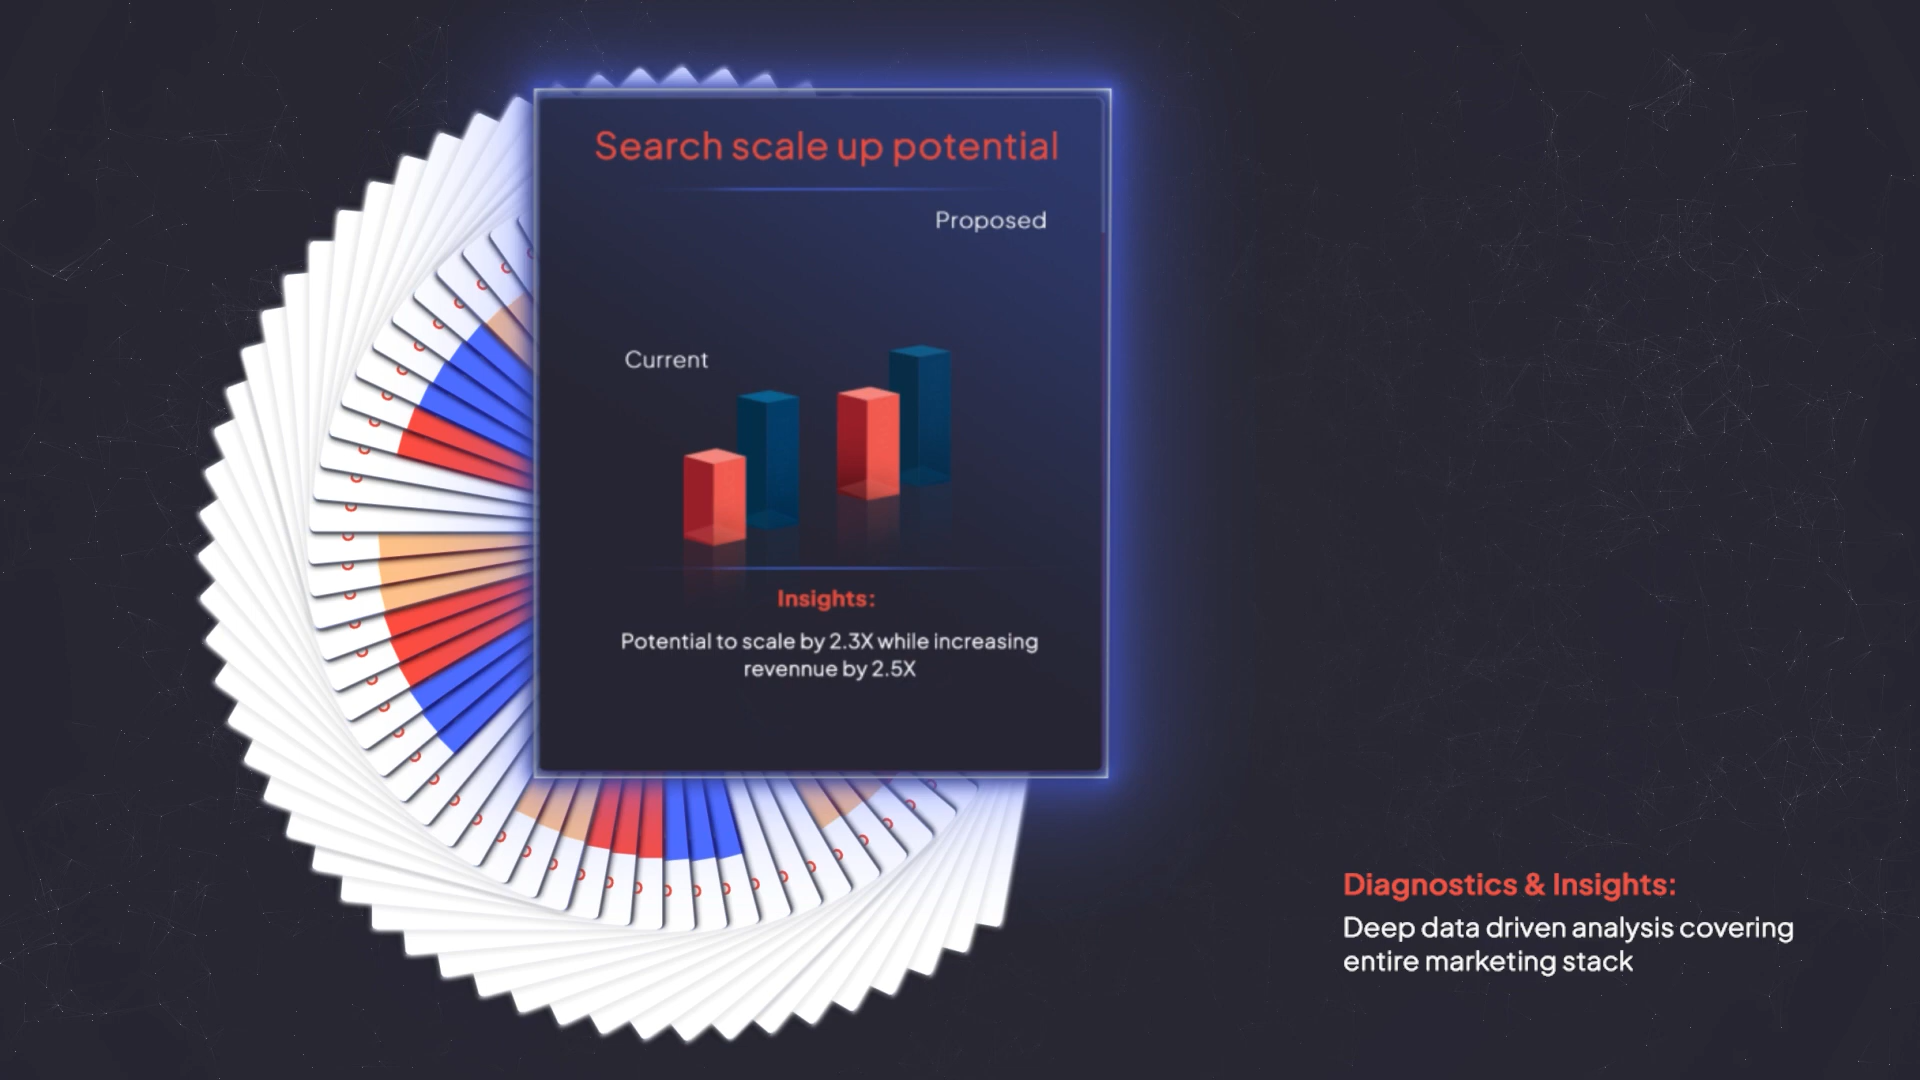 Search scale up potential
Proposed
Current
Insights:
Potential to scale by 2.3X while increasing
revennue by 2.5X
Diagnostics & Insights:
Deep data driven analysis covering
entire marketing stack